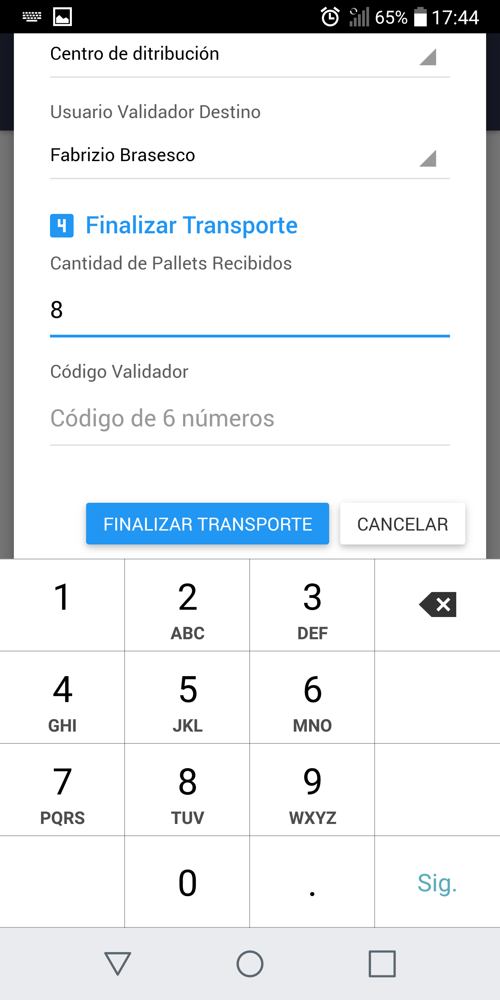 65% 17:44
Centro de ditribución
Usuario Validador Destino
Fabrizio Brasesco
4 Finalizar Transporte
Cantidad de Pallets Recibidos
8
Código Validador
Código de 6 números
FINALIZAR TRANSPORTE CANCELAR
1 2 3
ABC DEF
4 5 6
GHI JKL MNO
7 8 9
PQRS TUV WXYZ
0 . Sig.